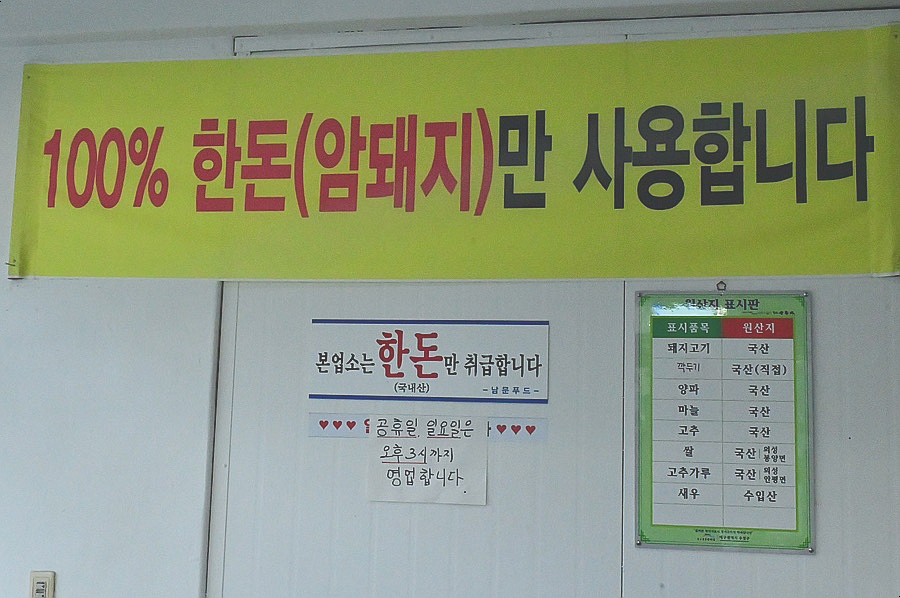 100% 한돈(암돼지)만 사용합니다
본업소는 한돈만 취급합니다
(국내산)
-남문푸드-
♥♥♥ ♥♥♥
공휴일, 일요일은
오후3시까지
영업합니다.
원산지 표시판
표시품목 원산지
돼지고기 국산
깍두기 국산(직접)
양파 국산
마늘 국산
고추 국산
쌀 국산 의성 봉양면
고추가루 국산 의성 안평면
새우 수입산